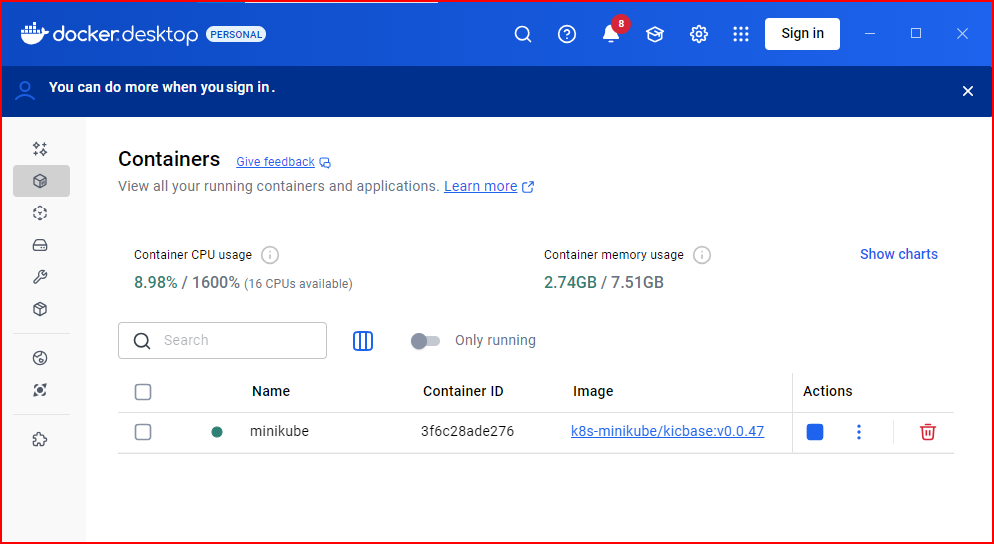 docker.desktop PERSONAL 8 Sign in
You can do more when you sign in.
Containers Give feedback
View all your running containers and applications. Learn more
Container CPU usage Container memory usage Show charts
8.98% / 1600% (16 CPUs available) 2.74GB / 7.51GB
Search Only running
Name Container ID Image Actions
minikube 3f6c28ade276 k8s-minikube/kicbase:v0.0.47